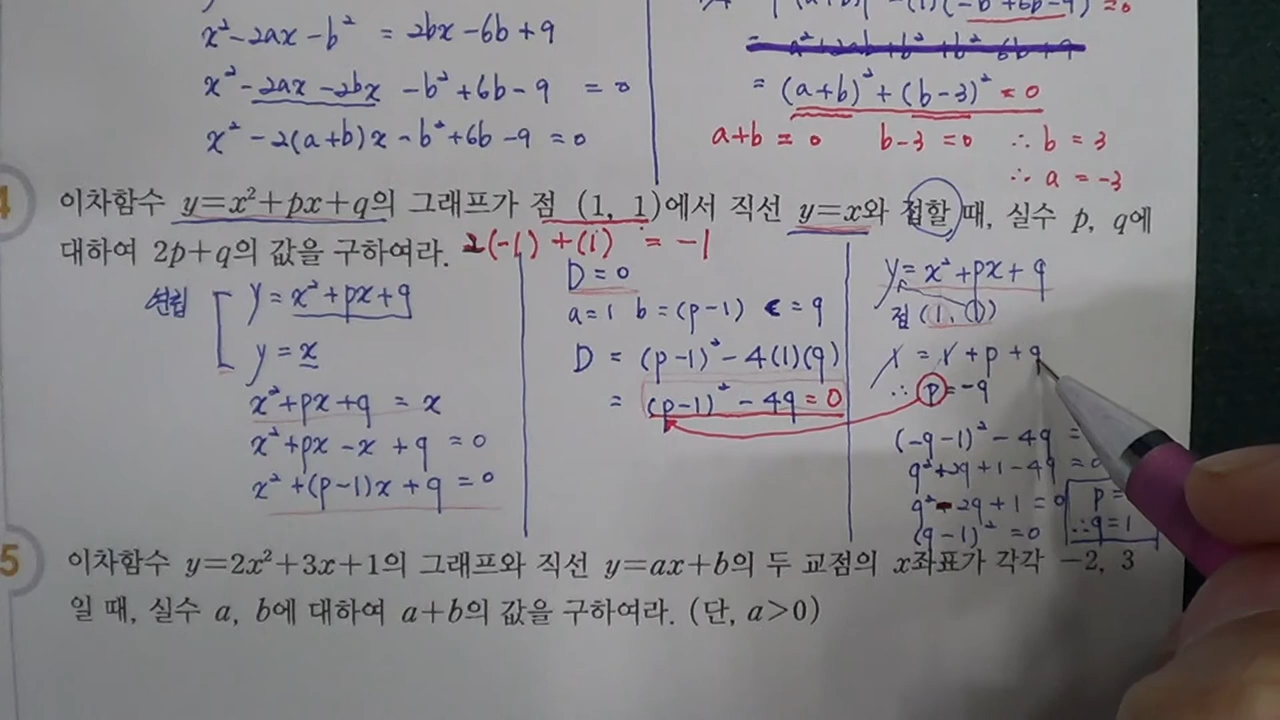 x²-2ax-b² = 2bx-6b+9
x²-2ax-2bx -b²+6b-9 = 0
x²-2(a+b)x-b²+6b-9=0
= (a+b)²+(b-3)² = 0
a+b = 0 b-3=0 ∴ b = 3
∴ a = -3
4 이차함수 y=x²+px+q의 그래프가 점 (1, 1)에서 직선 y=x와 접할 때, 실수 p, q에
대하여 2p+q의 값을 구하여라. 2(-1)+(1) = -1
연립 y=x²+px+q
y=x
x²+px+q = x
x²+px-x+q = 0
x²+(p-1)x+q = 0
D=0
a=1 b=(p-1) c=q
D = (p-1)²-4(1)(q)
= (p-1)²-4q=0
y=x²+px+q
점 (1, 1)
1 = 1+p+q
∴ p=-q
(-q-1)²-4q =
q²+2q+1-4q =0
q²-2q+1=0 p=
(q-1)²=0 ∴q=1
5 이차함수 y=2x²+3x+1의 그래프와 직선 y=ax+b의 두 교점의 x좌표가 각각 -2, 3
일 때, 실수 a, b에 대하여 a+b의 값을 구하여라. (단, a>0)